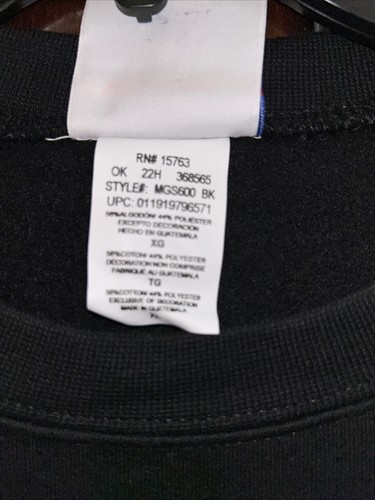 RN# 15763
OK 22H 368565
STYLE#: MGS600 BK
UPC: 011919796571
56%ALGODÓN/ 44% POLIÉSTER
EXCEPTO DECORACIÓN
HECHO EN GUATEMALA
XG
56%COTON/ 44% POLYESTER
DÉCORATION NON COMPRISE
FABRIQUÉ AU GUATEMALA
TG
56%COTTON/ 44% POLYESTER
EXCLUSIVE OF DECORATION
MADE IN GUATEMALA
XL